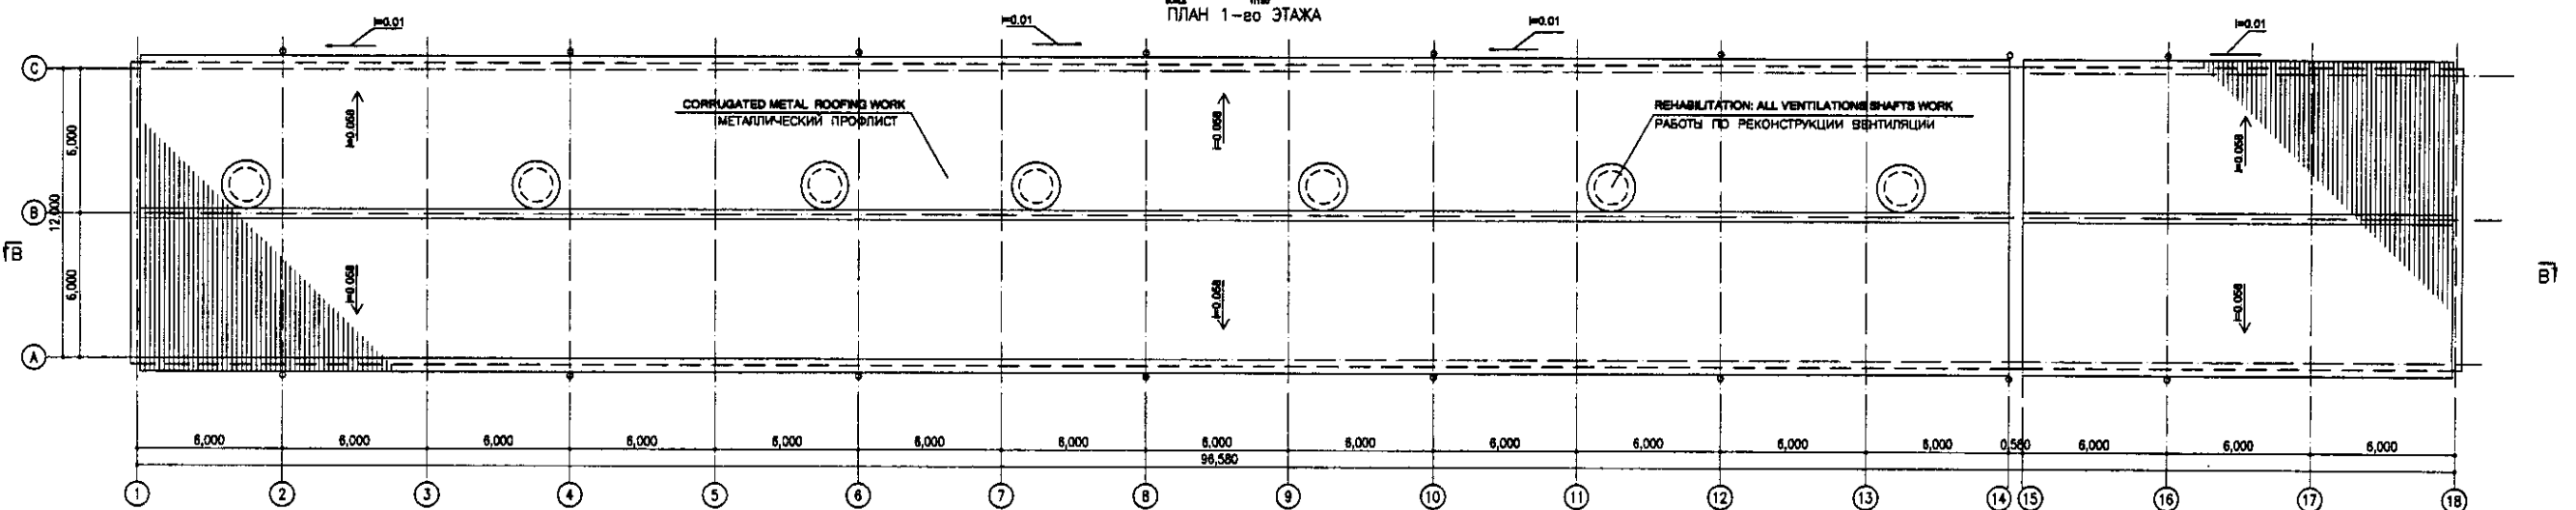 ПЛАН 1-го ЭТАЖА
i=0.01
i=0.01
i=0.01
i=0.01
C
CORRUGATED METAL ROOFING WORK
МЕТАЛЛИЧЕСКИЙ ПРОФЛИСТ
REHABILITATION: ALL VENTILATIONS SHAFTS WORK
РАБОТЫ ПО РЕКОНСТРУКЦИИ ВЕНТИЛЯЦИИ
i=0.058
i=0.058
i=0.058
6,000
12,000
B
B
B
6,000
i=0.058
i=0.058
i=0.058
A
6,000 6,000 6,000 6,000 6,000 6,000 6,000 6,000 6,000 6,000 6,000 6,000 6,000 0,580 6,000 6,000 6,000
96,580
1 2 3 4 5 6 7 8 9 10 11 12 13 14 15 16 17 18